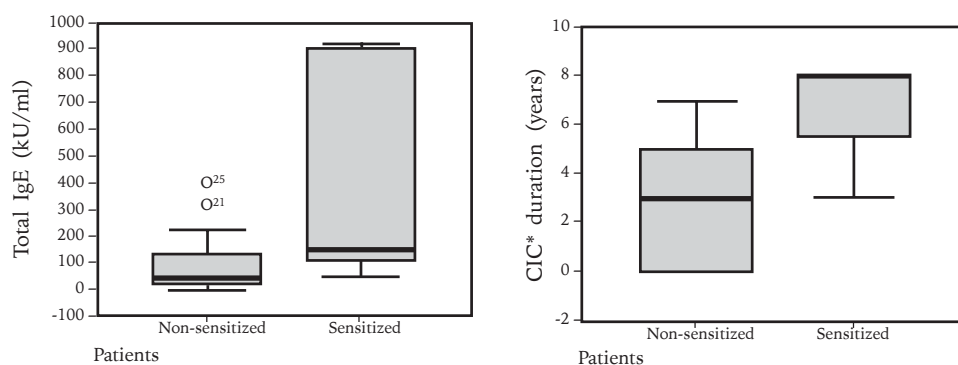 Total IgE (kU/ml)
1000
900
800
700
600
500
400
300
200
100
0
-100
O25
O21
Non-sensitized
Sensitized
Patients
CIC* duration (years)
10
8
6
4
2
0
-2
Non-sensitized
Sensitized
Patients